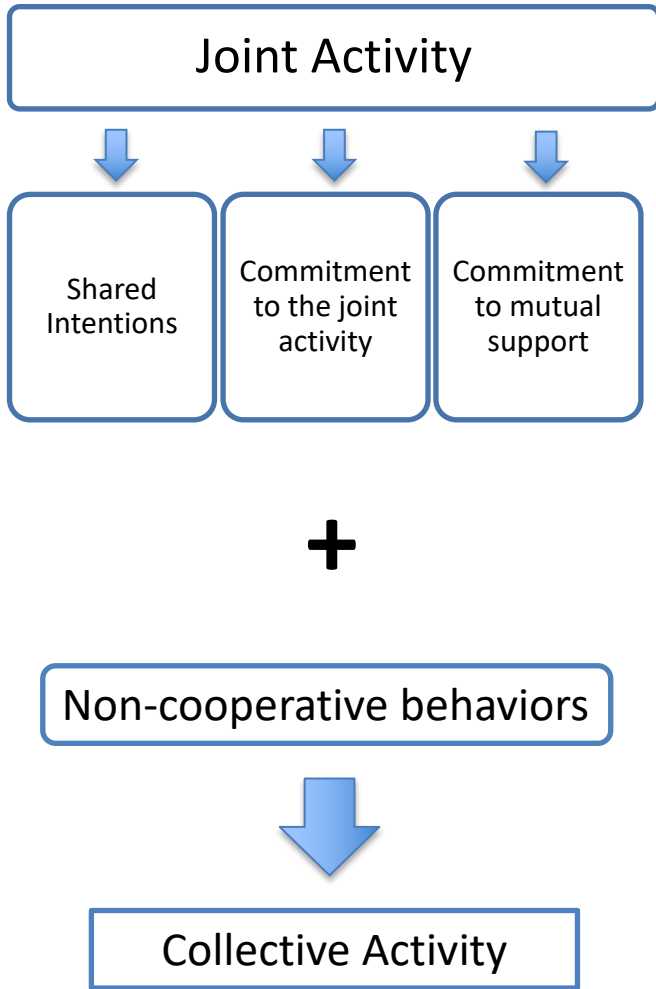 Joint Activity
Shared
Intentions
Commitment
to the joint
activity
Commitment
to mutual
support
+
Non-cooperative behaviors
Collective Activity